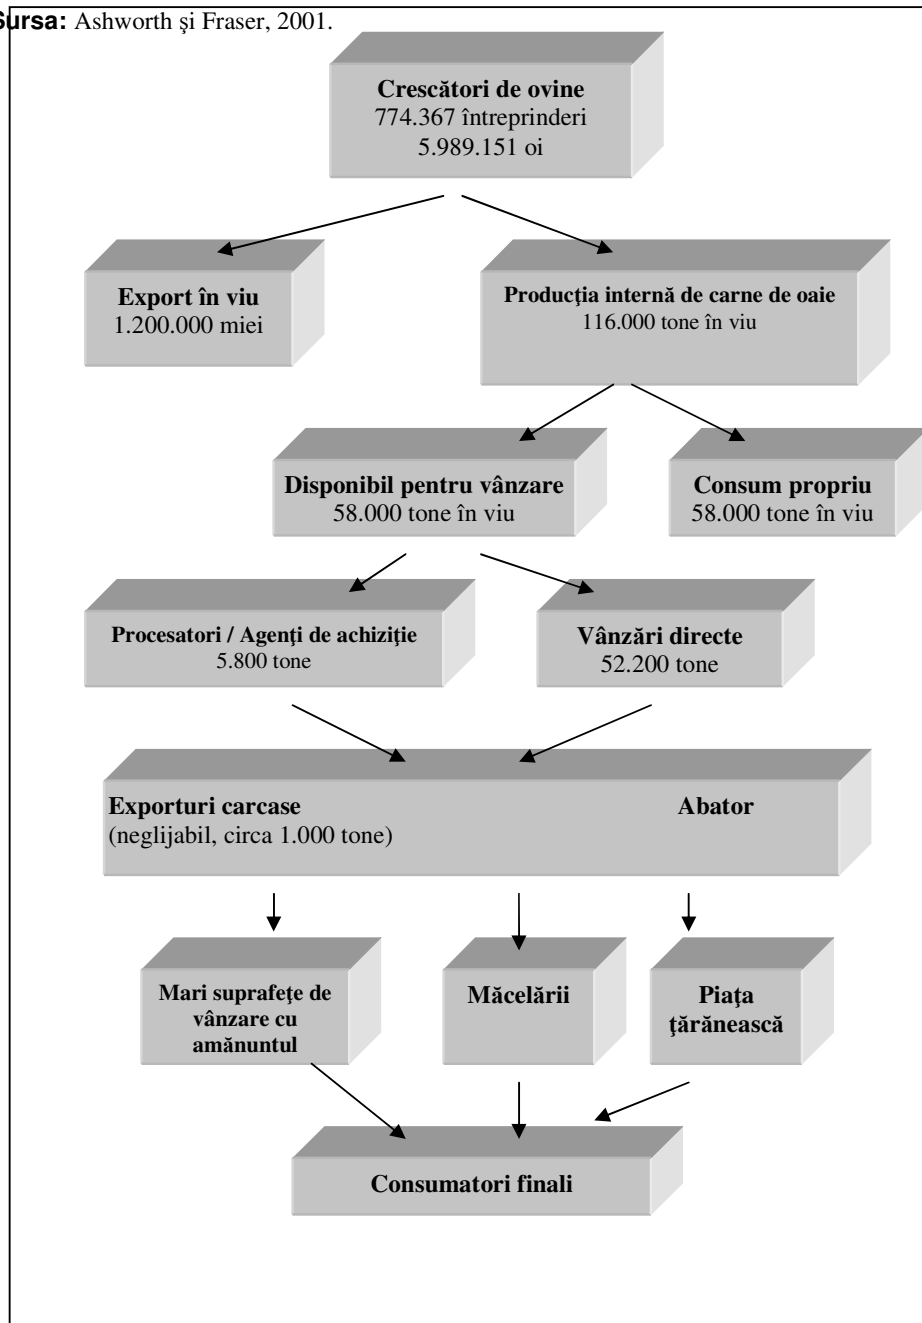 Sursa: Ashworth şi Fraser, 2001.
Crescători de ovine
774.367 întreprinderi
5.989.151 oi
Export în viu
1.200.000 miei
Producţia internă de carne de oaie
116.000 tone în viu
Disponibil pentru vânzare
58.000 tone în viu
Consum propriu
58.000 tone în viu
Procesatori / Agenţi de achiziţie
5.800 tone
Vânzări directe
52.200 tone
Exporturi carcase
(neglijabil, circa 1.000 tone)
Abator
Mari suprafeţe de
vânzare cu
amănuntul
Măcelării
Piaţa
ţărănească
Consumatori finali